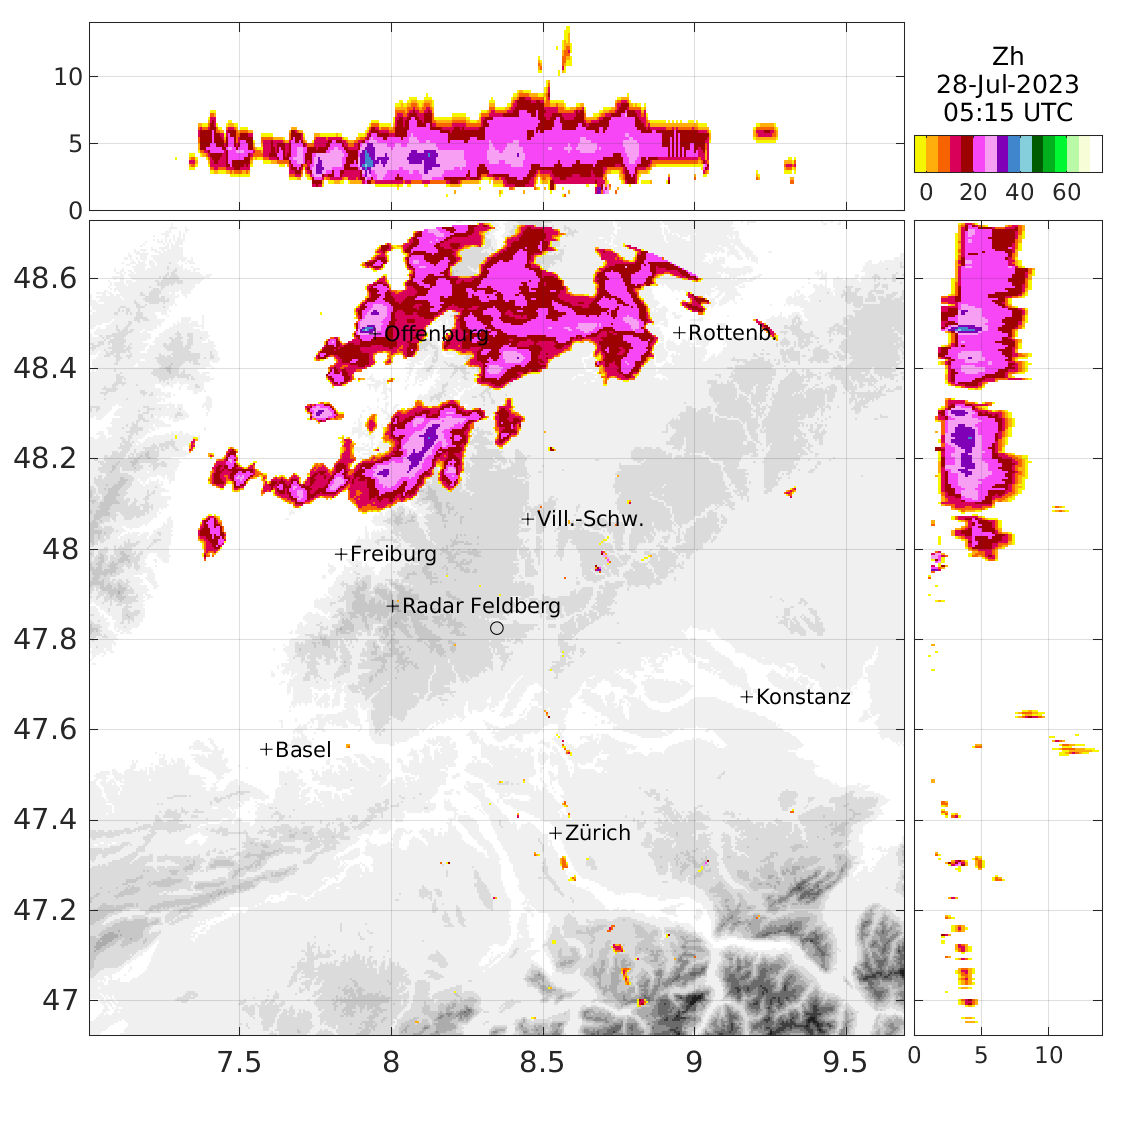 10
5
0
Zh
28-Jul-2023
05:15 UTC
0 20 40 60
48.6
48.4
48.2
48
47.8
47.6
47.4
47.2
47
Offenburg
Rottenb.
Vill.-Schw.
Freiburg
Radar Feldberg
Konstanz
Basel
Zürich
7.5 8 8.5 9 9.5
0 5 10